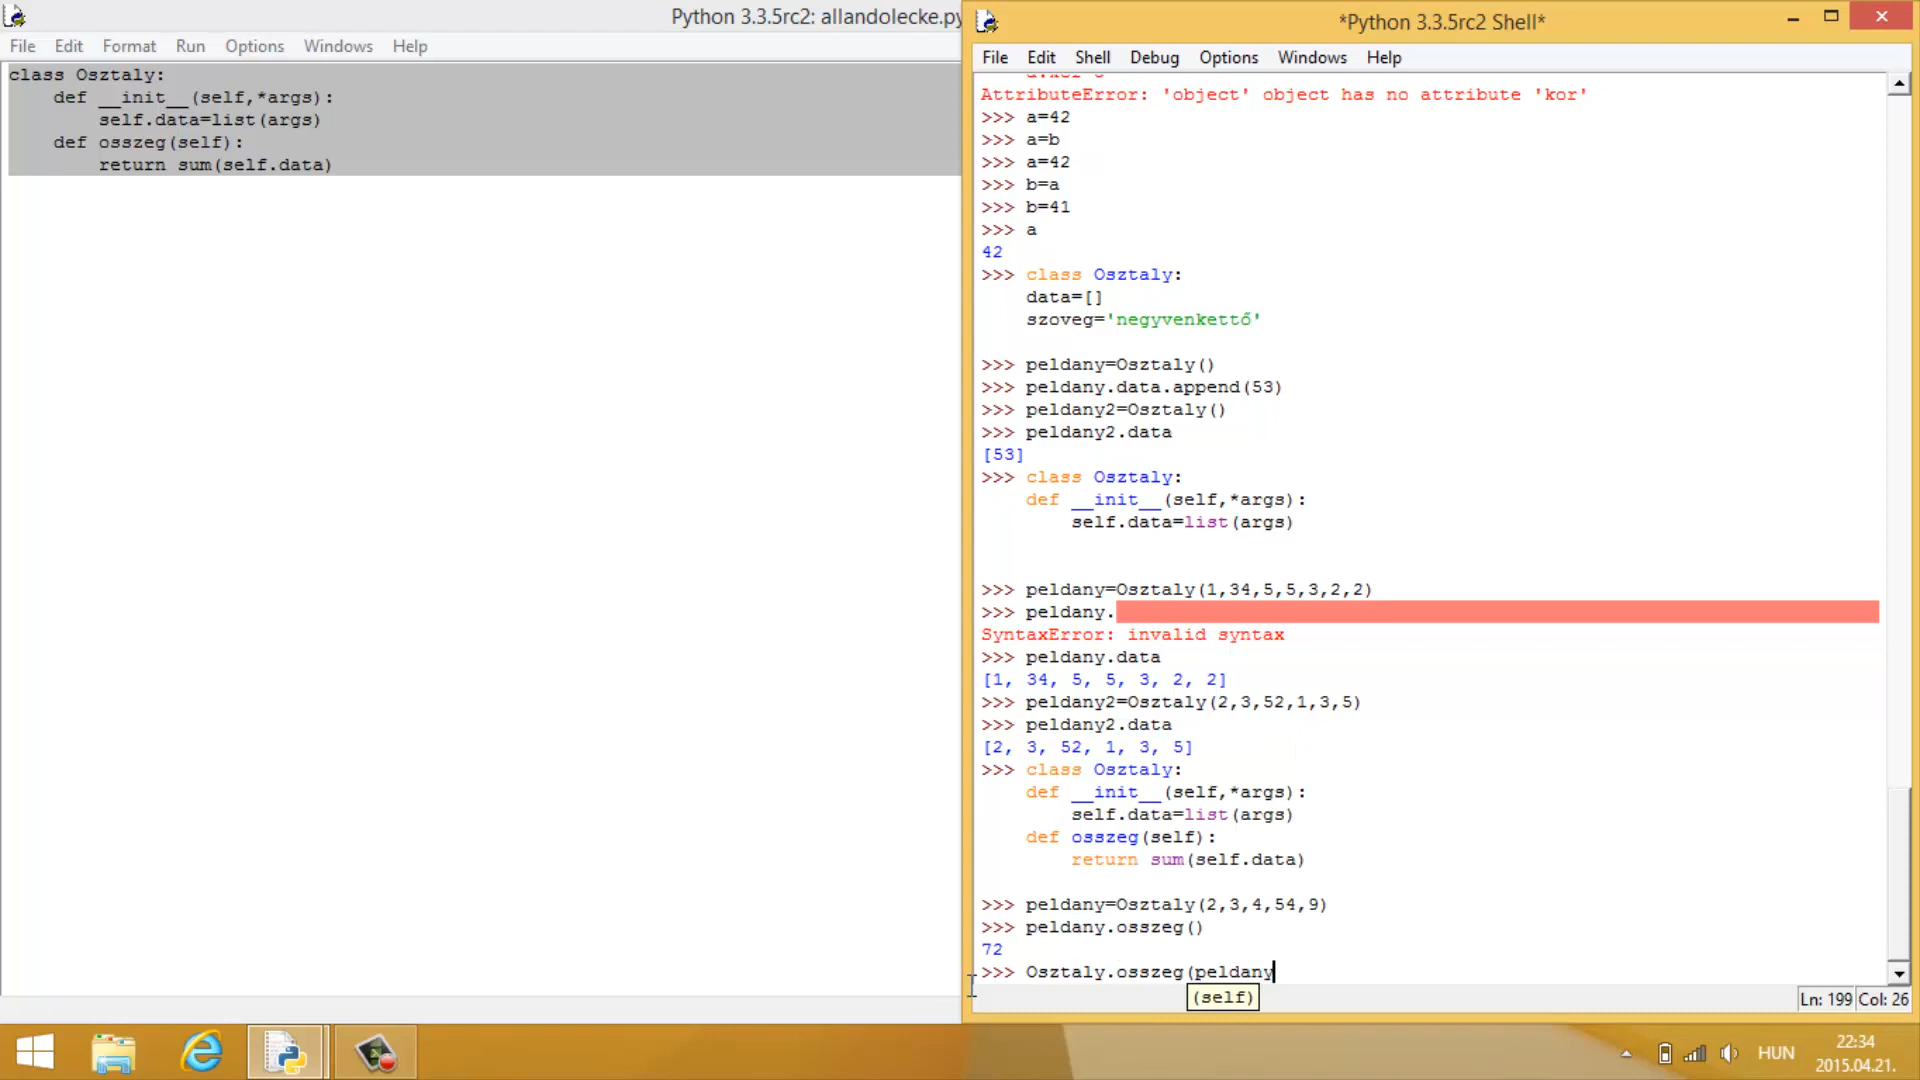 Python 3.3.5rc2: allandolecke.py
File Edit Format Run Options Windows Help
class Osztaly:
    def __init__(self,*args):
        self.data=list(args)
    def osszeg(self):
        return sum(self.data)
*Python 3.3.5rc2 Shell*
File Edit Shell Debug Options Windows Help
AttributeError: 'object' object has no attribute 'kor'
>>> a=42
>>> a=b
>>> a=42
>>> b=a
>>> b=41
>>> a
42
>>> class Osztaly:
    data=[]
    szoveg='negyvenkettő'
>>> peldany=Osztaly()
>>> peldany.data.append(53)
>>> peldany2=Osztaly()
>>> peldany2.data
[53]
>>> class Osztaly:
    def __init__(self,*args):
        self.data=list(args)
>>> peldany=Osztaly(1,34,5,5,3,2,2)
>>> peldany.
SyntaxError: invalid syntax
>>> peldany.data
[1, 34, 5, 5, 3, 2, 2]
>>> peldany2=Osztaly(2,3,52,1,3,5)
>>> peldany2.data
[2, 3, 52, 1, 3, 5]
>>> class Osztaly:
    def __init__(self,*args):
        self.data=list(args)
    def osszeg(self):
        return sum(self.data)
>>> peldany=Osztaly(2,3,4,54,9)
>>> peldany.osszeg()
72
>>> Osztaly.osszeg(peldany
(self)
Ln: 199 Col: 26
HUN
22:34
2015.04.21.